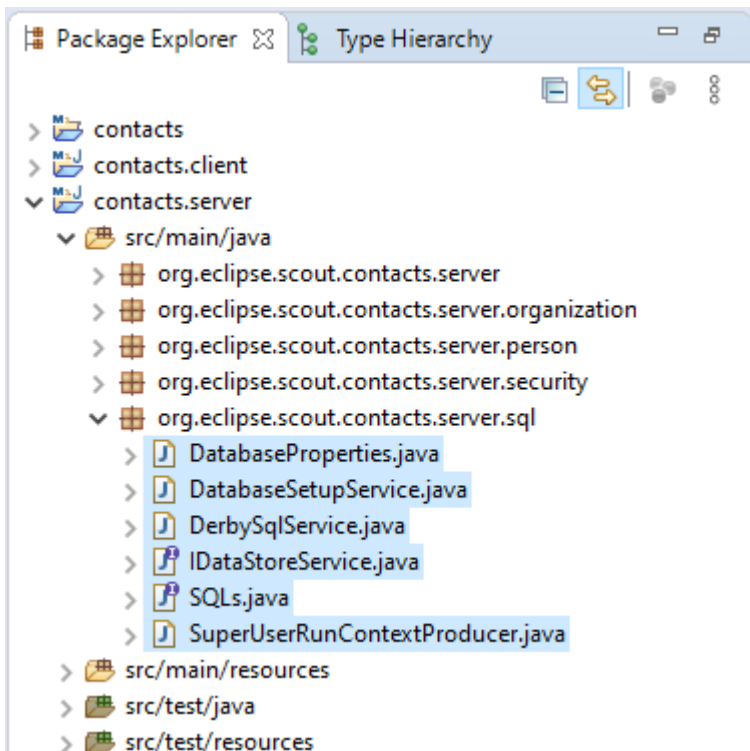 Package Explorer Type Hierarchy
contacts
contacts.client
contacts.server
src/main/java
org.eclipse.scout.contacts.server
org.eclipse.scout.contacts.server.organization
org.eclipse.scout.contacts.server.person
org.eclipse.scout.contacts.server.security
org.eclipse.scout.contacts.server.sql
DatabaseProperties.java
DatabaseSetupService.java
DerbySqlService.java
IDataStoreService.java
SQLs.java
SuperUserRunContextProducer.java
src/main/resources
src/test/java
src/test/resources